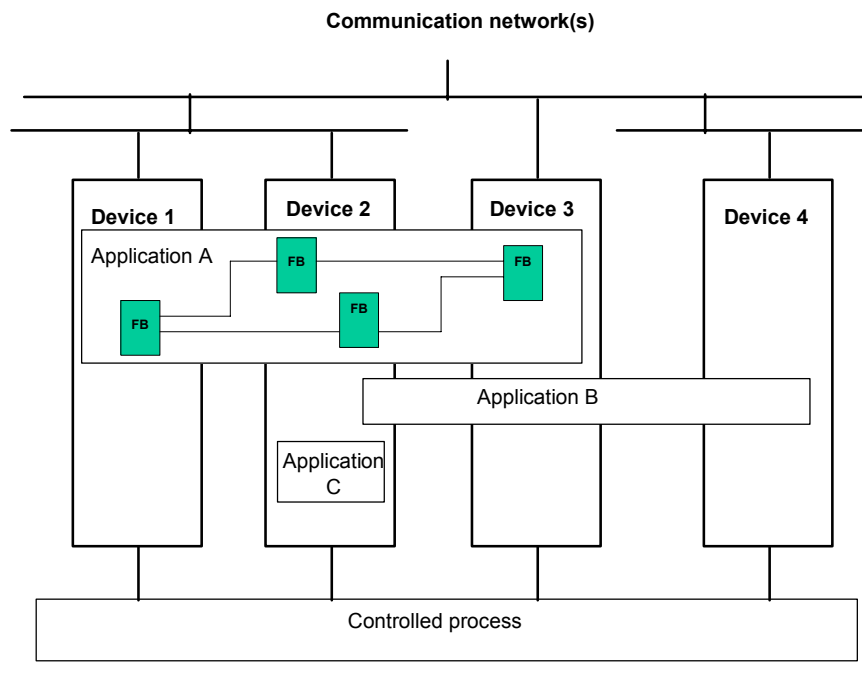 Communication network(s)
Device 1
Device 2
Device 3
Device 4
Application A
FB
FB
FB
FB
Application B
Application
C
Controlled process